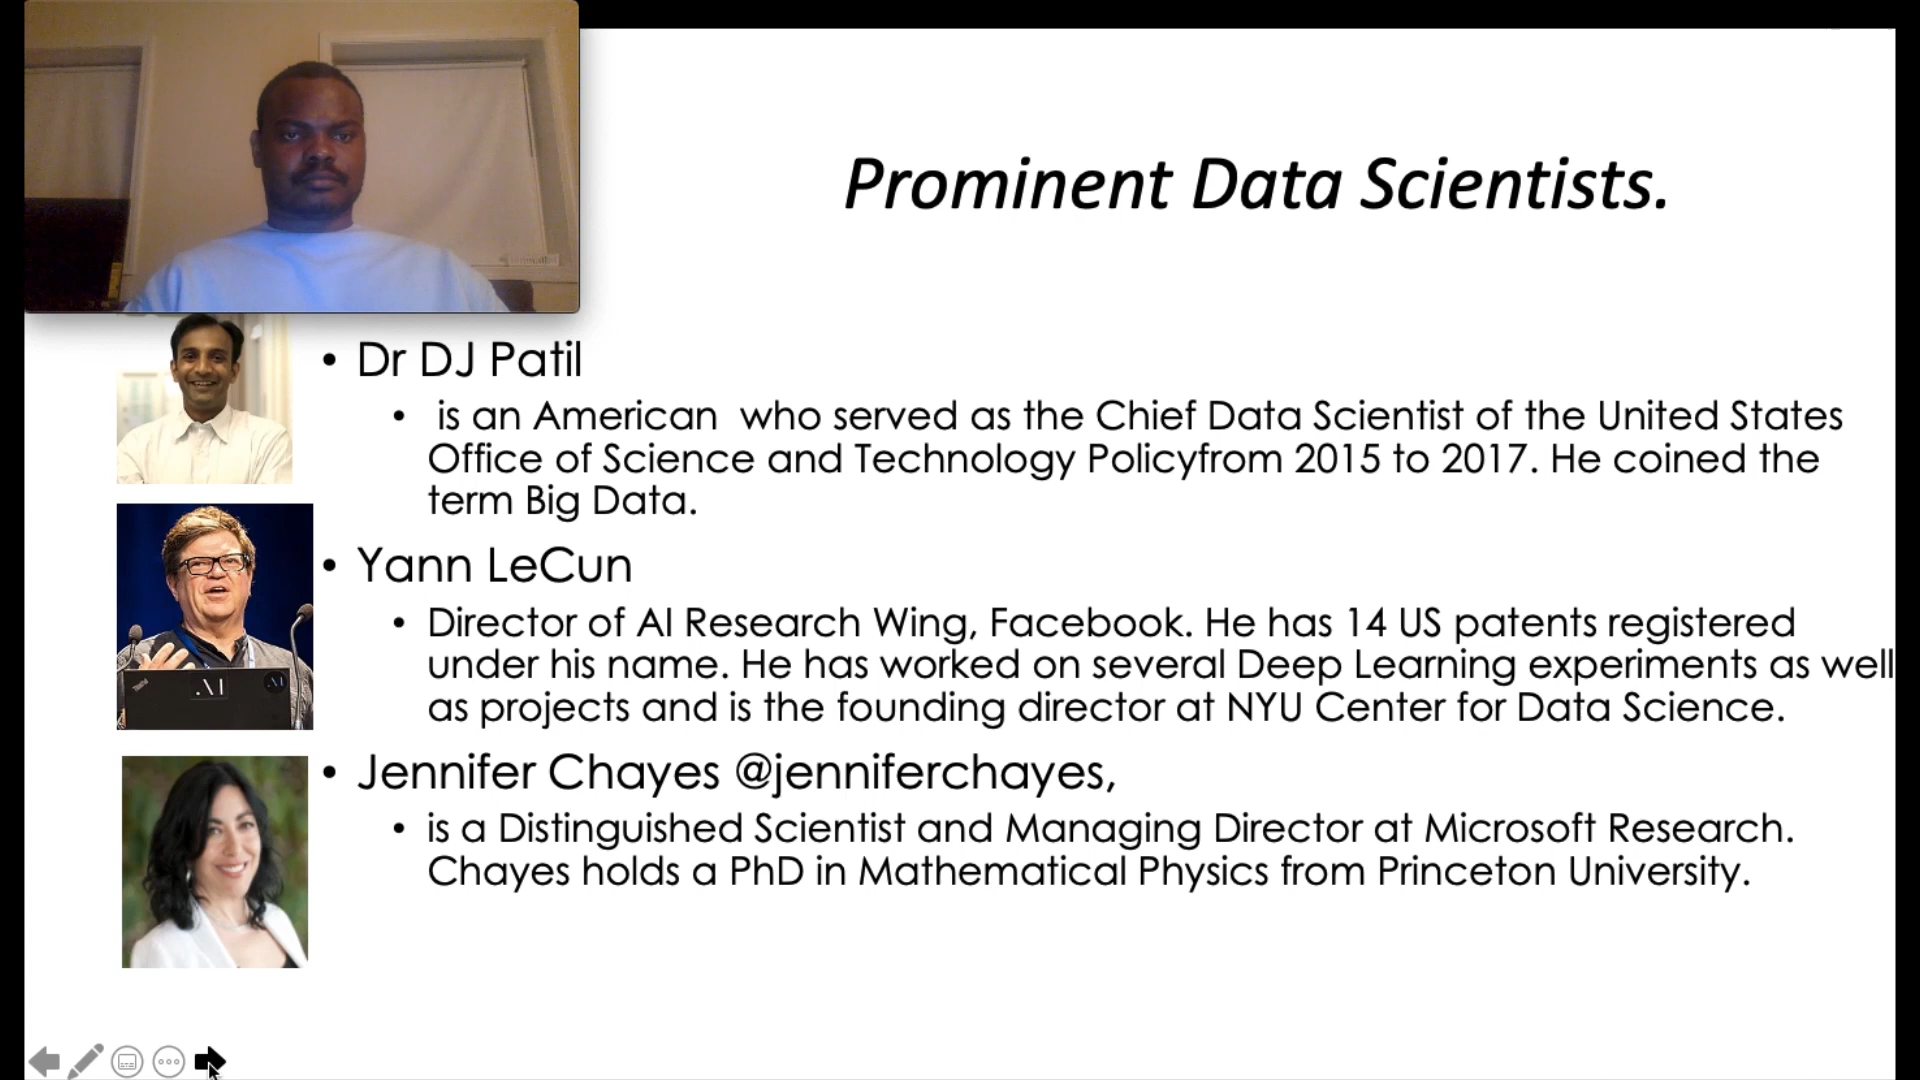 Prominent Data Scientists.
• Dr DJ Patil
• is an American who served as the Chief Data Scientist of the United States
Office of Science and Technology Policyfrom 2015 to 2017. He coined the
term Big Data.
• Yann LeCun
• Director of AI Research Wing, Facebook. He has 14 US patents registered
under his name. He has worked on several Deep Learning experiments as well
as projects and is the founding director at NYU Center for Data Science.
• Jennifer Chayes @jenniferchayes,
• is a Distinguished Scientist and Managing Director at Microsoft Research.
Chayes holds a PhD in Mathematical Physics from Princeton University.